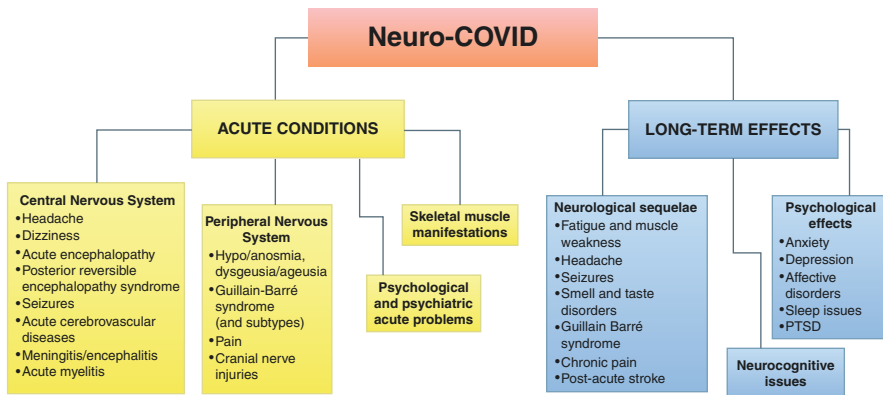 Neuro-COVID
ACUTE CONDITIONS
Central Nervous System
•Headache
•Dizziness
•Acute encephalopathy
•Posterior reversible
encephalopathy syndrome
•Seizures
•Acute cerebrovascular
diseases
•Meningitis/encephalitis
•Acute myelitis
Peripheral Nervous
System
•Hypo/anosmia,
dysgeusia/ageusia
•Guillain-Barré
syndrome
(and subtypes)
•Pain
•Cranial nerve
injuries
Psychological
and psychiatric
acute problems
Skeletal muscle
manifestations
LONG-TERM EFFECTS
Neurological sequelae
•Fatigue and muscle
weakness
•Headache
•Seizures
•Smell and taste
disorders
•Guillain Barré
syndrome
•Chronic pain
•Post-acute stroke
Neurocognitive
issues
Psychological
effects
•Anxiety
•Depression
•Affective
disorders
•Sleep issues
•PTSD